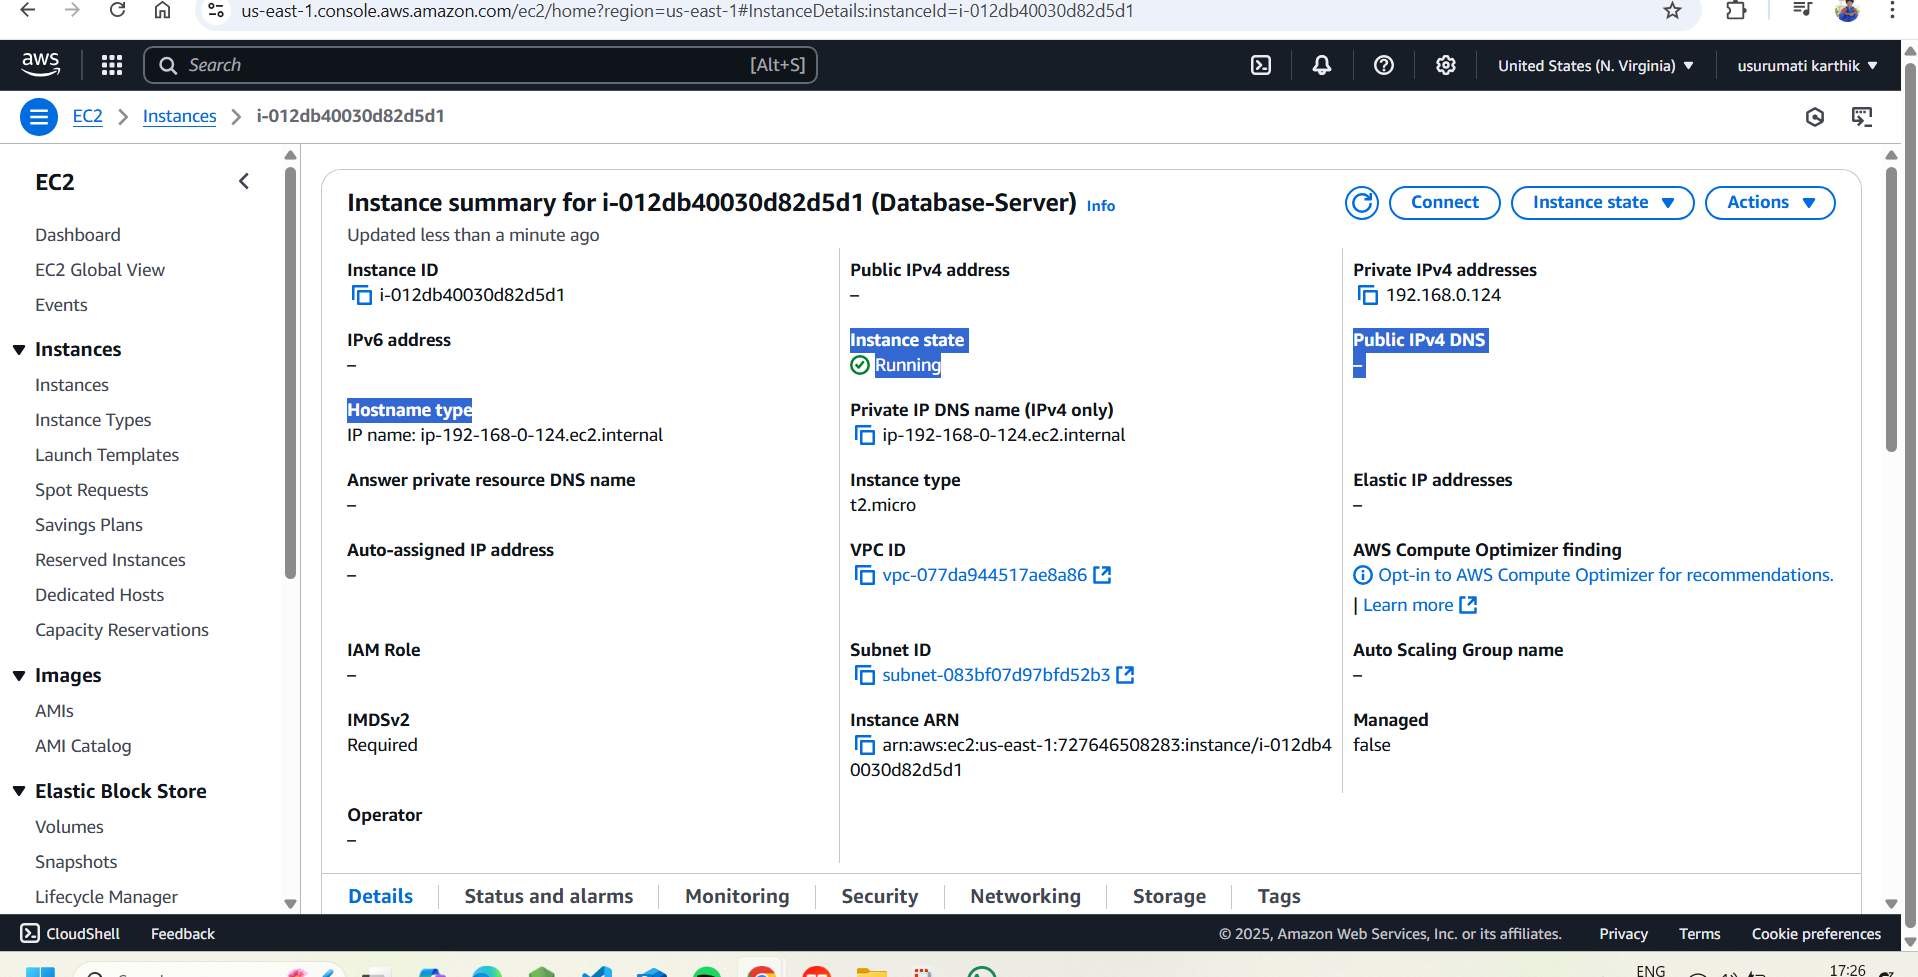 us-east-1.console.aws.amazon.com/ec2/home?region=us-east-1#InstanceDetails:instanceId=i-012db40030d82d5d1
aws
Search
[Alt+S]
United States (N. Virginia)
usurumati karthik
EC2
Instances
i-012db40030d82d5d1
EC2
Dashboard
EC2 Global View
Events
Instances
Instances
Instance Types
Launch Templates
Spot Requests
Savings Plans
Reserved Instances
Dedicated Hosts
Capacity Reservations
Images
AMIs
AMI Catalog
Elastic Block Store
Volumes
Snapshots
Lifecycle Manager
Instance summary for i-012db40030d82d5d1 (Database-Server) Info
Updated less than a minute ago
Connect
Instance state
Actions
Instance ID
i-012db40030d82d5d1
Public IPv4 address
–
Private IPv4 addresses
192.168.0.124
IPv6 address
–
Instance state
Running
Public IPv4 DNS
–
Hostname type
IP name: ip-192-168-0-124.ec2.internal
Private IP DNS name (IPv4 only)
ip-192-168-0-124.ec2.internal
Answer private resource DNS name
–
Instance type
t2.micro
Elastic IP addresses
–
Auto-assigned IP address
–
VPC ID
vpc-077da944517ae8a86
AWS Compute Optimizer finding
Opt-in to AWS Compute Optimizer for recommendations.
| Learn more
IAM Role
–
Subnet ID
subnet-083bf07d97bfd52b3
Auto Scaling Group name
–
IMDSv2
Required
Instance ARN
arn:aws:ec2:us-east-1:727646508283:instance/i-012db4
0030d82d5d1
Managed
false
Operator
–
Details
Status and alarms
Monitoring
Security
Networking
Storage
Tags
CloudShell
Feedback
© 2025, Amazon Web Services, Inc. or its affiliates.
Privacy
Terms
Cookie preferences
ENG
17:26